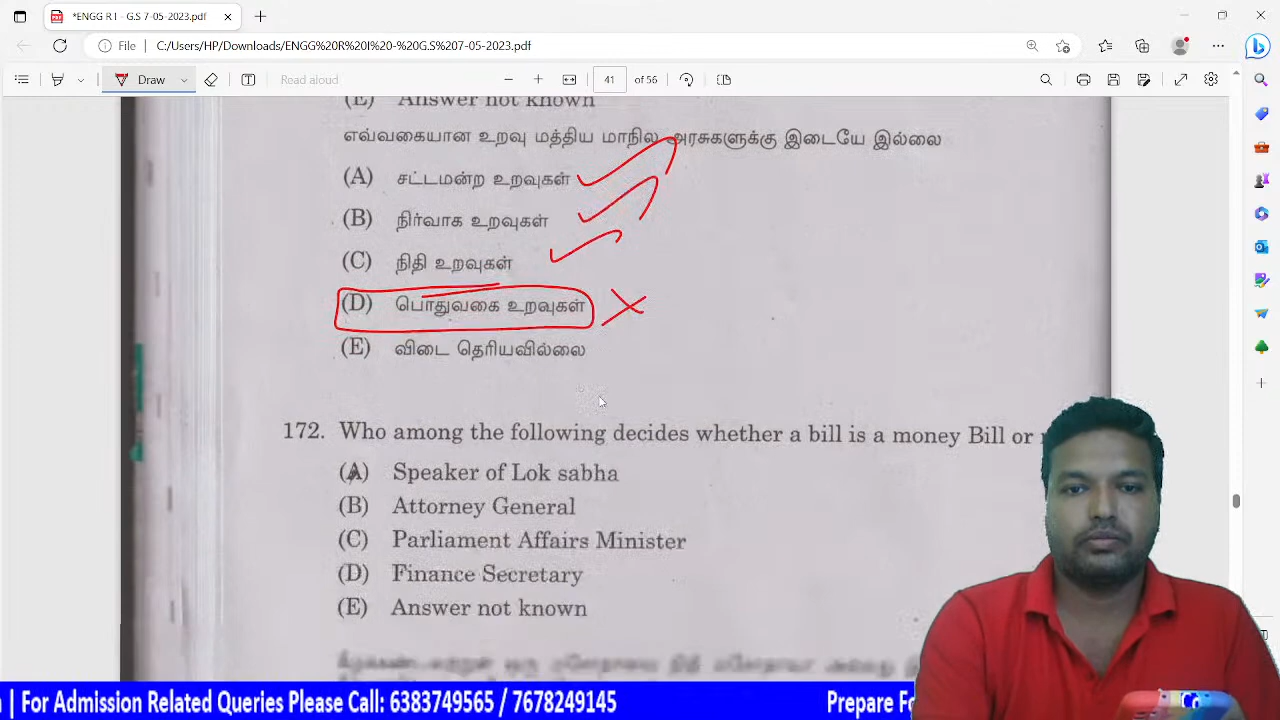 *ENGG R I - G.S 7-05-2023.pdf
File
C:/Users/HP/Downloads/ENGG%20R%20I%20-%20G.S%207-05-2023.pdf
Draw
Read aloud
41
of 56
(E) Answer not known
எவ்வகையான உறவு மத்திய மாநில அரசுகளுக்கு இடையே இல்லை
(A) சட்டமன்ற உறவுகள்
(B) நிர்வாக உறவுகள்
(C) நிதி உறவுகள்
(D) பொதுவகை உறவுகள்
(E) விடை தெரியவில்லை
172. Who among the following decides whether a bill is a money Bill or
(A) Speaker of Lok sabha
(B) Attorney General
(C) Parliament Affairs Minister
(D) Finance Secretary
(E) Answer not known
| For Admission Related Queries Please Call: 6383749565 / 7678249145
Prepare